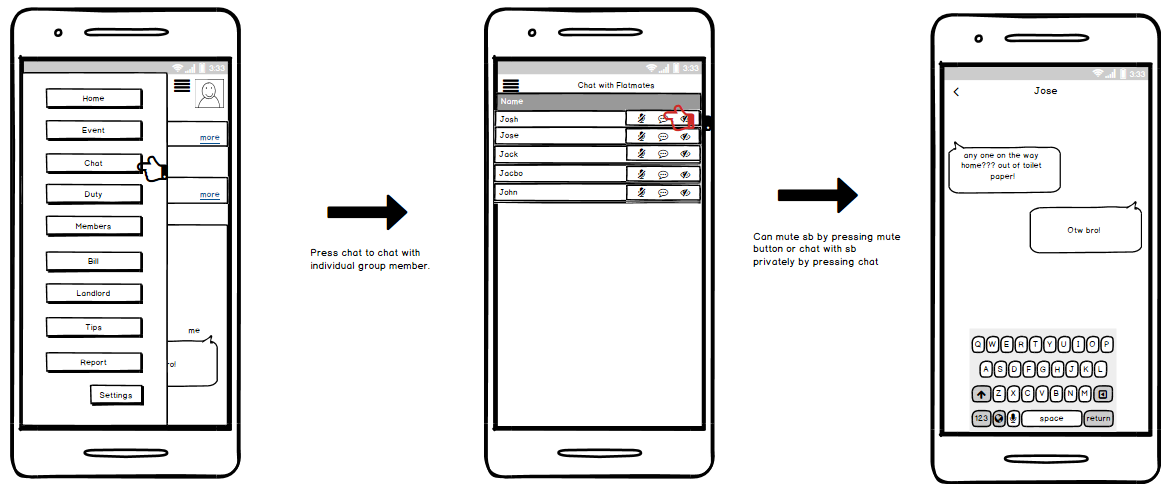 3:33
Home
Event
Chat
Duty
Members
Bill
Landlord
Tips
Report
Settings
more
more
me
ro!
Press chat to chat with
individual group member.
3:33
Chat with Flatmates
Name
Josh
Jose
Jack
Jacbo
John
Can mute sb by pressing mute
button or chat with sb
privately by pressing chat
3:33
Jose
any one on the way
home??? out of toilet
paper!
Otw bro!
Q W E R T Y U I O P
A S D F G H J K L
Z X C V B N M
123 space return